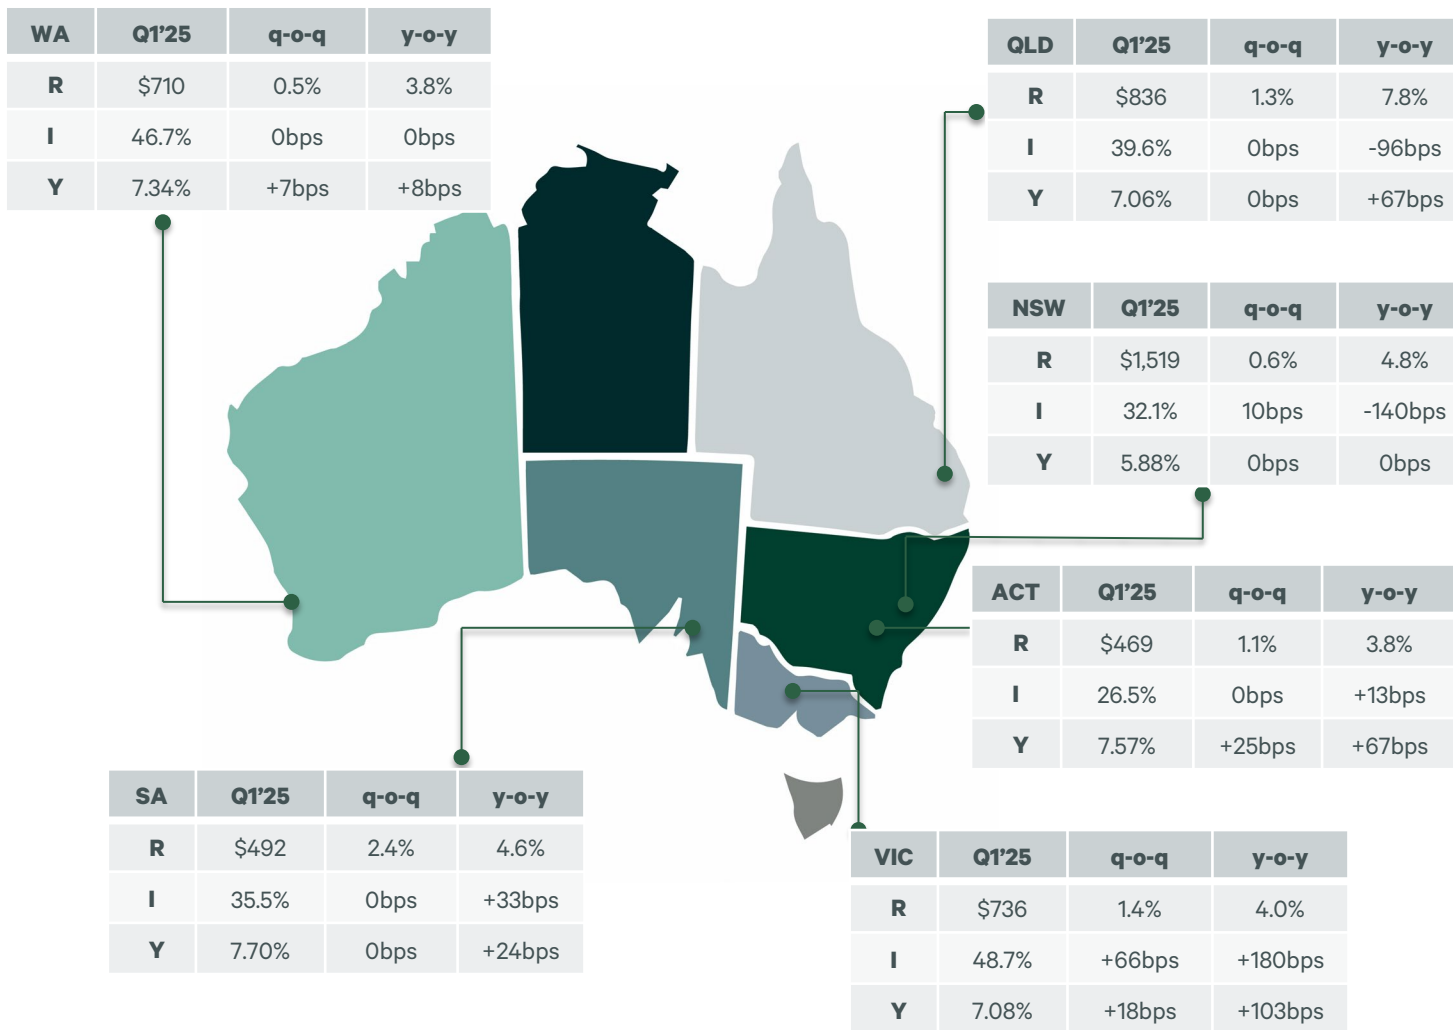 WA Q1’25 q-o-q y-o-y
R $710 0.5% 3.8%
I 46.7% 0bps 0bps
Y 7.34% +7bps +8bps
QLD Q1’25 q-o-q y-o-y
R $836 1.3% 7.8%
I 39.6% 0bps -96bps
Y 7.06% 0bps +67bps
NSW Q1’25 q-o-q y-o-y
R $1,519 0.6% 4.8%
I 32.1% 10bps -140bps
Y 5.88% 0bps 0bps
ACT Q1’25 q-o-q y-o-y
R $469 1.1% 3.8%
I 26.5% 0bps +13bps
Y 7.57% +25bps +67bps
SA Q1’25 q-o-q y-o-y
R $492 2.4% 4.6%
I 35.5% 0bps +33bps
Y 7.70% 0bps +24bps
VIC Q1’25 q-o-q y-o-y
R $736 1.4% 4.0%
I 48.7% +66bps +180bps
Y 7.08% +18bps +103bps